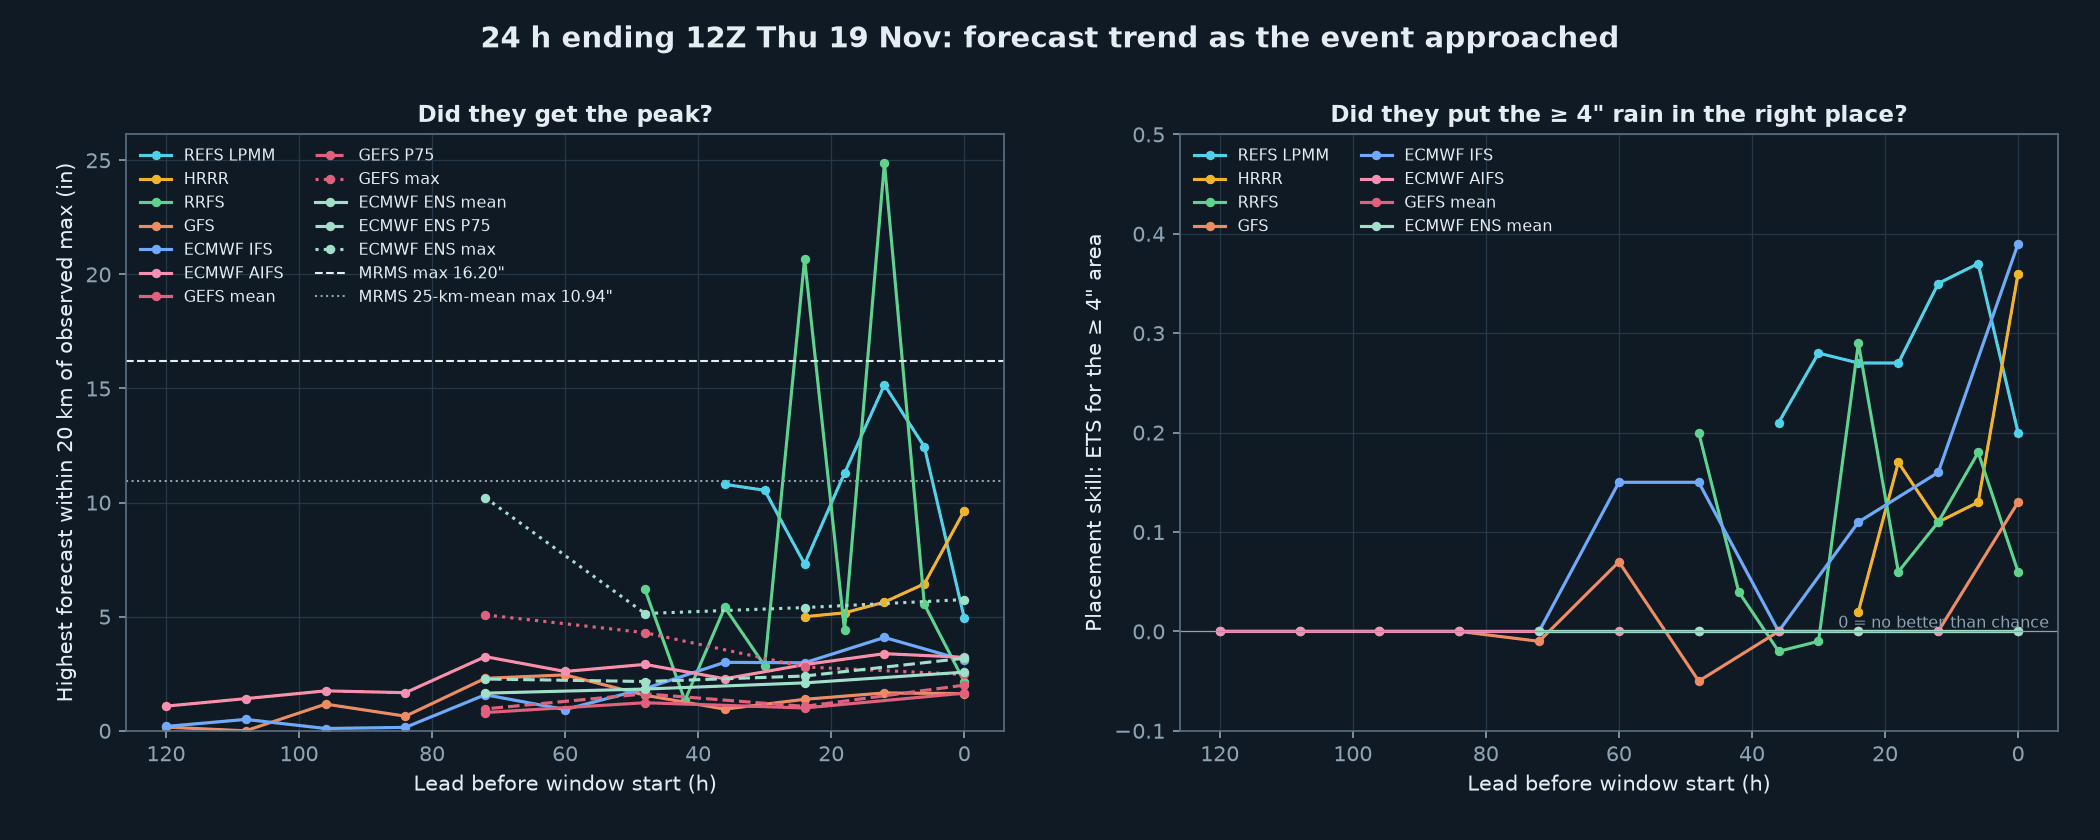 24 h ending 12Z Thu 19 Nov: forecast trend as the event approached
Did they get the peak?
Highest forecast within 20 km of observed max (in)
25
20
15
10
5
0
REFS LPMM
HRRR
RRFS
GFS
ECMWF IFS
ECMWF AIFS
GEFS mean
GEFS P75
GEFS max
ECMWF ENS mean
ECMWF ENS P75
ECMWF ENS max
MRMS max 16.20"
MRMS 25-km-mean max 10.94"
120 100 80 60 40 20 0
Lead before window start (h)
Did they put the ≥ 4" rain in the right place?
Placement skill: ETS for the ≥ 4" area
0.5
0.4
0.3
0.2
0.1
0.0
−0.1
REFS LPMM
HRRR
RRFS
GFS
ECMWF IFS
ECMWF AIFS
GEFS mean
ECMWF ENS mean
0 = no better than chance
120 100 80 60 40 20 0
Lead before window start (h)